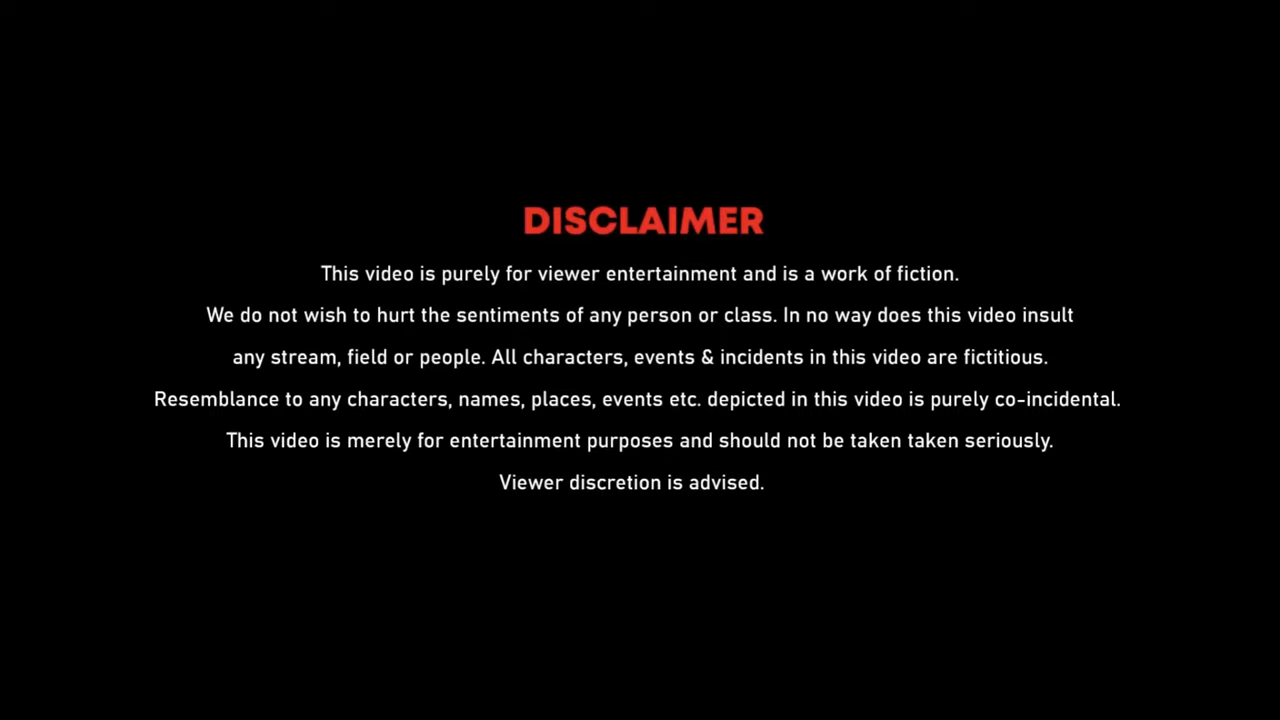 DISCLAIMER
This video is purely for viewer entertainment and is a work of fiction.
We do not wish to hurt the sentiments of any person or class. In no way does this video insult
any stream, field or people. All characters, events & incidents in this video are fictitious.
Resemblance to any characters, names, places, events etc. depicted in this video is purely co-incidental.
This video is merely for entertainment purposes and should not be taken taken seriously.
Viewer discretion is advised.